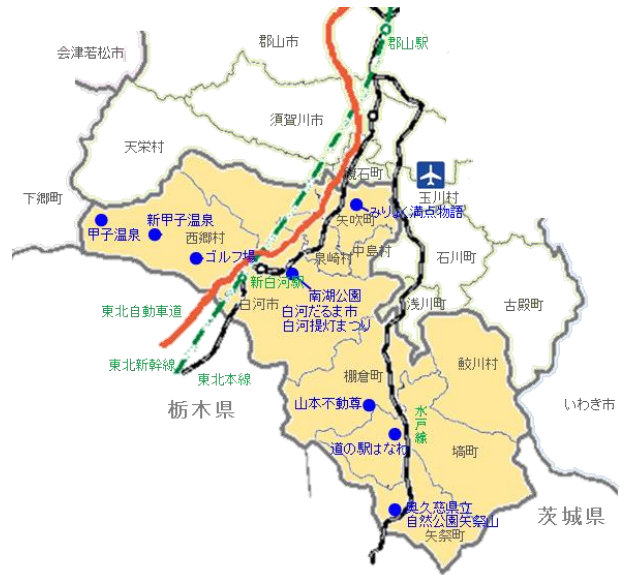 郡山市
郡山駅
会津若松市
須賀川市
天栄村
鏡石町
玉川村
下郷町
みりょく満点物語
矢吹町
新甲子温泉
甲子温泉
西郷村
中島村
泉崎村
石川町
ゴルフ場
新白河駅
南湖公園
白河だるま市
白河提灯まつり
白河市
浅川町
古殿町
東北自動車道
東北新幹線
東北本線
鮫川村
棚倉町
栃木県
山本不動尊
水戸線
いわき市
道の駅はなわ
塙町
奥久慈県立
自然公園矢祭山
矢祭町
茨城県